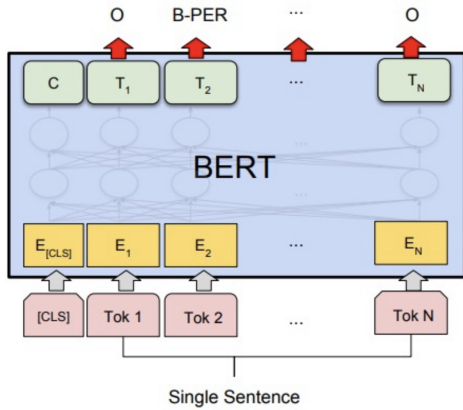 O B-PER ... O
C T1 T2 ... TN
...
BERT
...
E[CLS] E1 E2 ... EN
[CLS] Tok 1 Tok 2 ... Tok N
Single Sentence